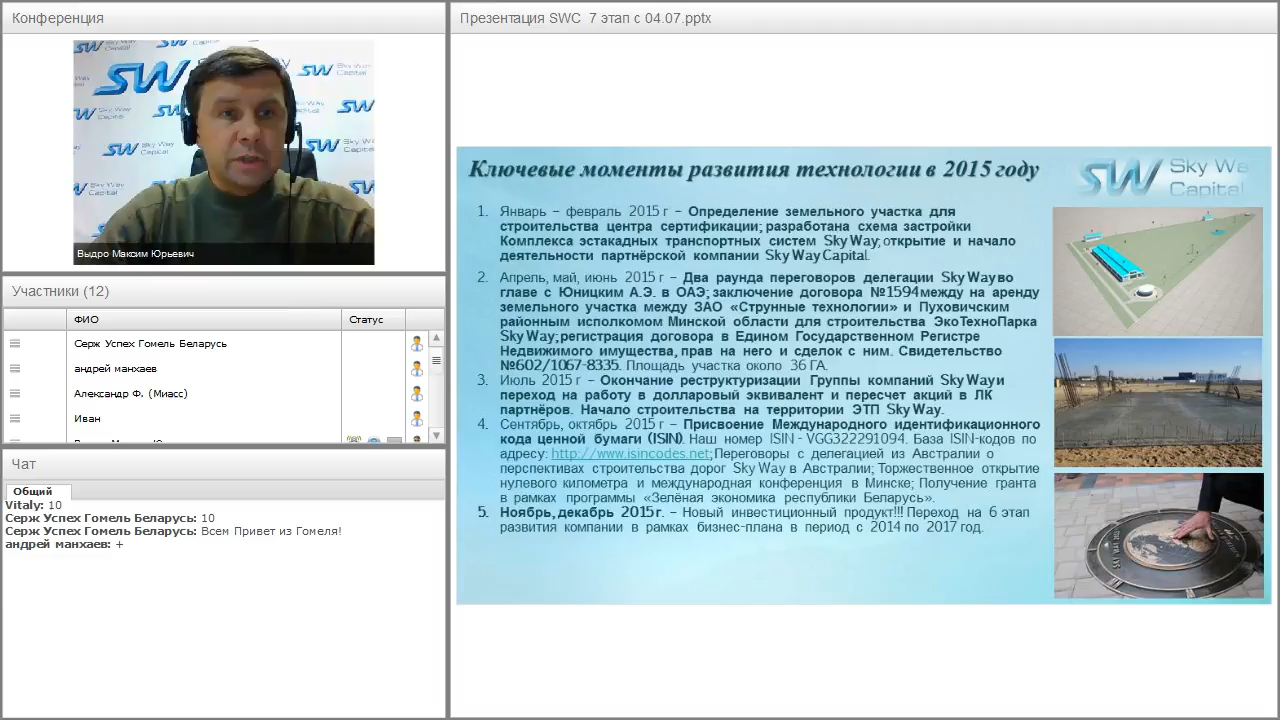 Конференция
SW Sky Way Capital
Выдро Максим Юрьевич
Участники (12)
ФИО Статус
Серж Успех Гомель Беларусь
андрей манхаев
Александр Ф. (Миасс)
Иван
Чат
Общий
Vitaly: 10
Серж Успех Гомель Беларусь: 10
Серж Успех Гомель Беларусь: Всем Привет из Гомеля!
андрей манхаев: +
Презентация SWC 7 этап с 04.07.pptx
Ключевые моменты развития технологии в 2015 году
SW Sky Way
Capital
1. Январь – февраль 2015 г – Определение земельного участка для
строительства центра сертификации; разработана схема застройки
Комплекса эстакадных транспортных систем Sky Way; открытие и начало
деятельности партнёрской компании Sky Way Capital.
2. Апрель, май, июнь 2015 г – Два раунда переговоров делегации Sky Way во
главе с Юницким А.Э. в ОАЭ; заключение договора №1594 между на аренду
земельного участка между ЗАО «Струнные технологии» и Пуховичским
районным исполкомом Минской области для строительства ЭкоТехноПарка
Sky Way; регистрация договора в Едином Государственном Регистре
Недвижимого имущества, прав на него и сделок с ним. Свидетельство
№602/1067-8335. Площадь участка около 36 ГА.
3. Июль 2015 г – Окончание реструктуризации Группы компаний Sky Way и
переход на работу в долларовый эквивалент и пересчет акций в ЛК
партнёров. Начало строительства на территории ЭТП Sky Way.
4. Сентябрь, октябрь 2015 г – Присвоение Международного идентификационного
кода ценной бумаги (ISIN). Наш номер ISIN - VGG322291094. База ISIN-кодов по
адресу: http://www.isincodes.net; Переговоры с делегацией из Австралии о
перспективах строительства дорог Sky Way в Австралии; Торжественное открытие
нулевого километра и международная конференция в Минске; Получение гранта
в рамках программы «Зелёная экономика республики Беларусь».
5. Ноябрь, декабрь 2015 г. – Новый инвестиционный продукт!!! Переход на 6 этап
развития компании в рамках бизнес-плана в период с 2014 по 2017 год.